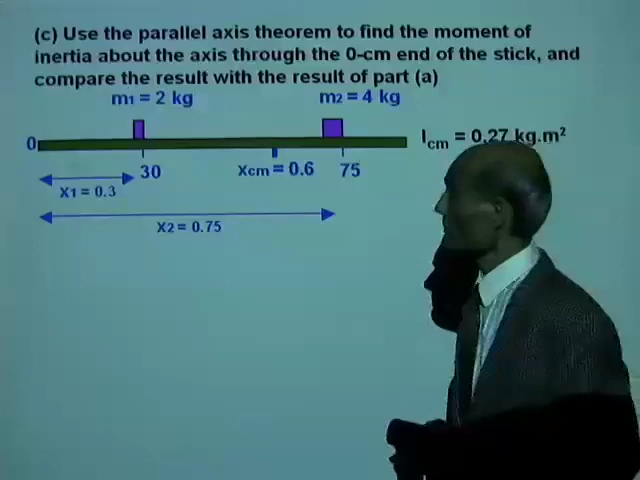 (c) Use the parallel axis theorem to find the moment of
inertia about the axis through the 0-cm end of the stick, and
compare the result with the result of part (a)
m1 = 2 kg m2 = 4 kg
0 Icm = 0.27 kg.m²
30 Xcm = 0.6 75
X1 = 0.3
X2 = 0.75